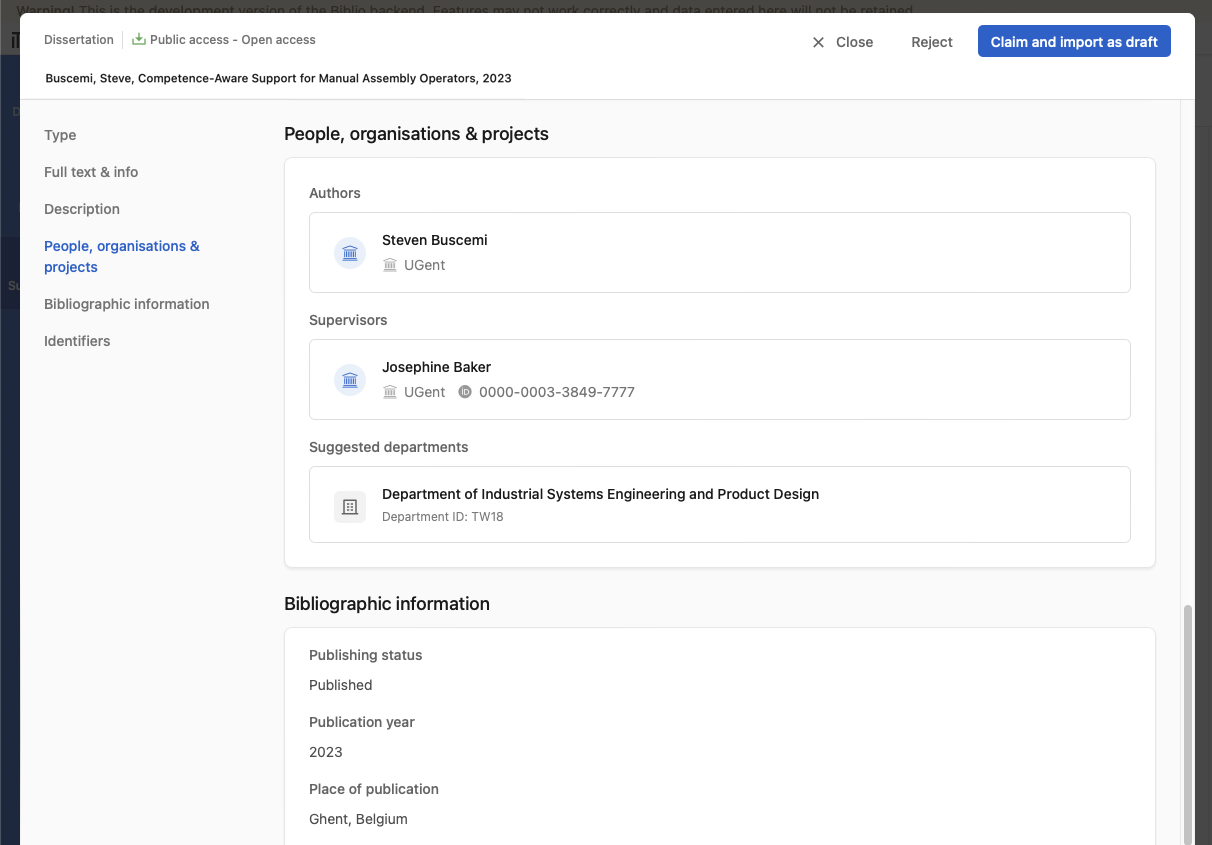 Warning! This is the development version of the Biblio backend. Features may not work correctly and data entered here will not be retained.
Dissertation
Public access - Open access
Close
Reject
Claim and import as draft
Buscemi, Steve, Competence-Aware Support for Manual Assembly Operators, 2023
Type
Full text & info
Description
People, organisations &
projects
Bibliographic information
Identifiers
People, organisations & projects
Authors
Steven Buscemi
UGent
Supervisors
Josephine Baker
UGent
iD
0000-0003-3849-7777
Suggested departments
Department of Industrial Systems Engineering and Product Design
Department ID: TW18
Bibliographic information
Publishing status
Published
Publication year
2023
Place of publication
Ghent, Belgium